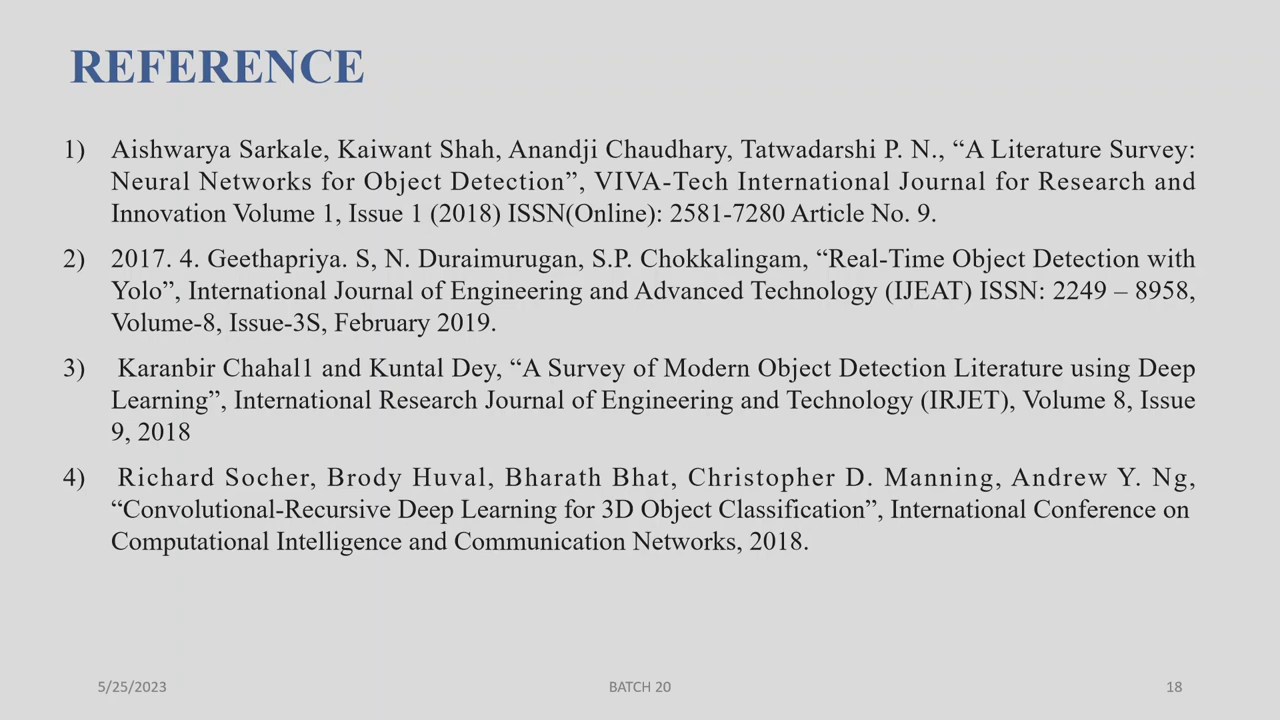 REFERENCE
1) Aishwarya Sarkale, Kaiwant Shah, Anandji Chaudhary, Tatwadarshi P. N., “A Literature Survey:
Neural Networks for Object Detection”, VIVA-Tech International Journal for Research and
Innovation Volume 1, Issue 1 (2018) ISSN(Online): 2581-7280 Article No. 9.
2) 2017. 4. Geethapriya. S, N. Duraimurugan, S.P. Chokkalingam, “Real-Time Object Detection with
Yolo”, International Journal of Engineering and Advanced Technology (IJEAT) ISSN: 2249 – 8958,
Volume-8, Issue-3S, February 2019.
3) Karanbir Chahal1 and Kuntal Dey, “A Survey of Modern Object Detection Literature using Deep
Learning”, International Research Journal of Engineering and Technology (IRJET), Volume 8, Issue
9, 2018
4) Richard Socher, Brody Huval, Bharath Bhat, Christopher D. Manning, Andrew Y. Ng,
“Convolutional-Recursive Deep Learning for 3D Object Classification”, International Conference on
Computational Intelligence and Communication Networks, 2018.
5/25/2023 BATCH 20 18